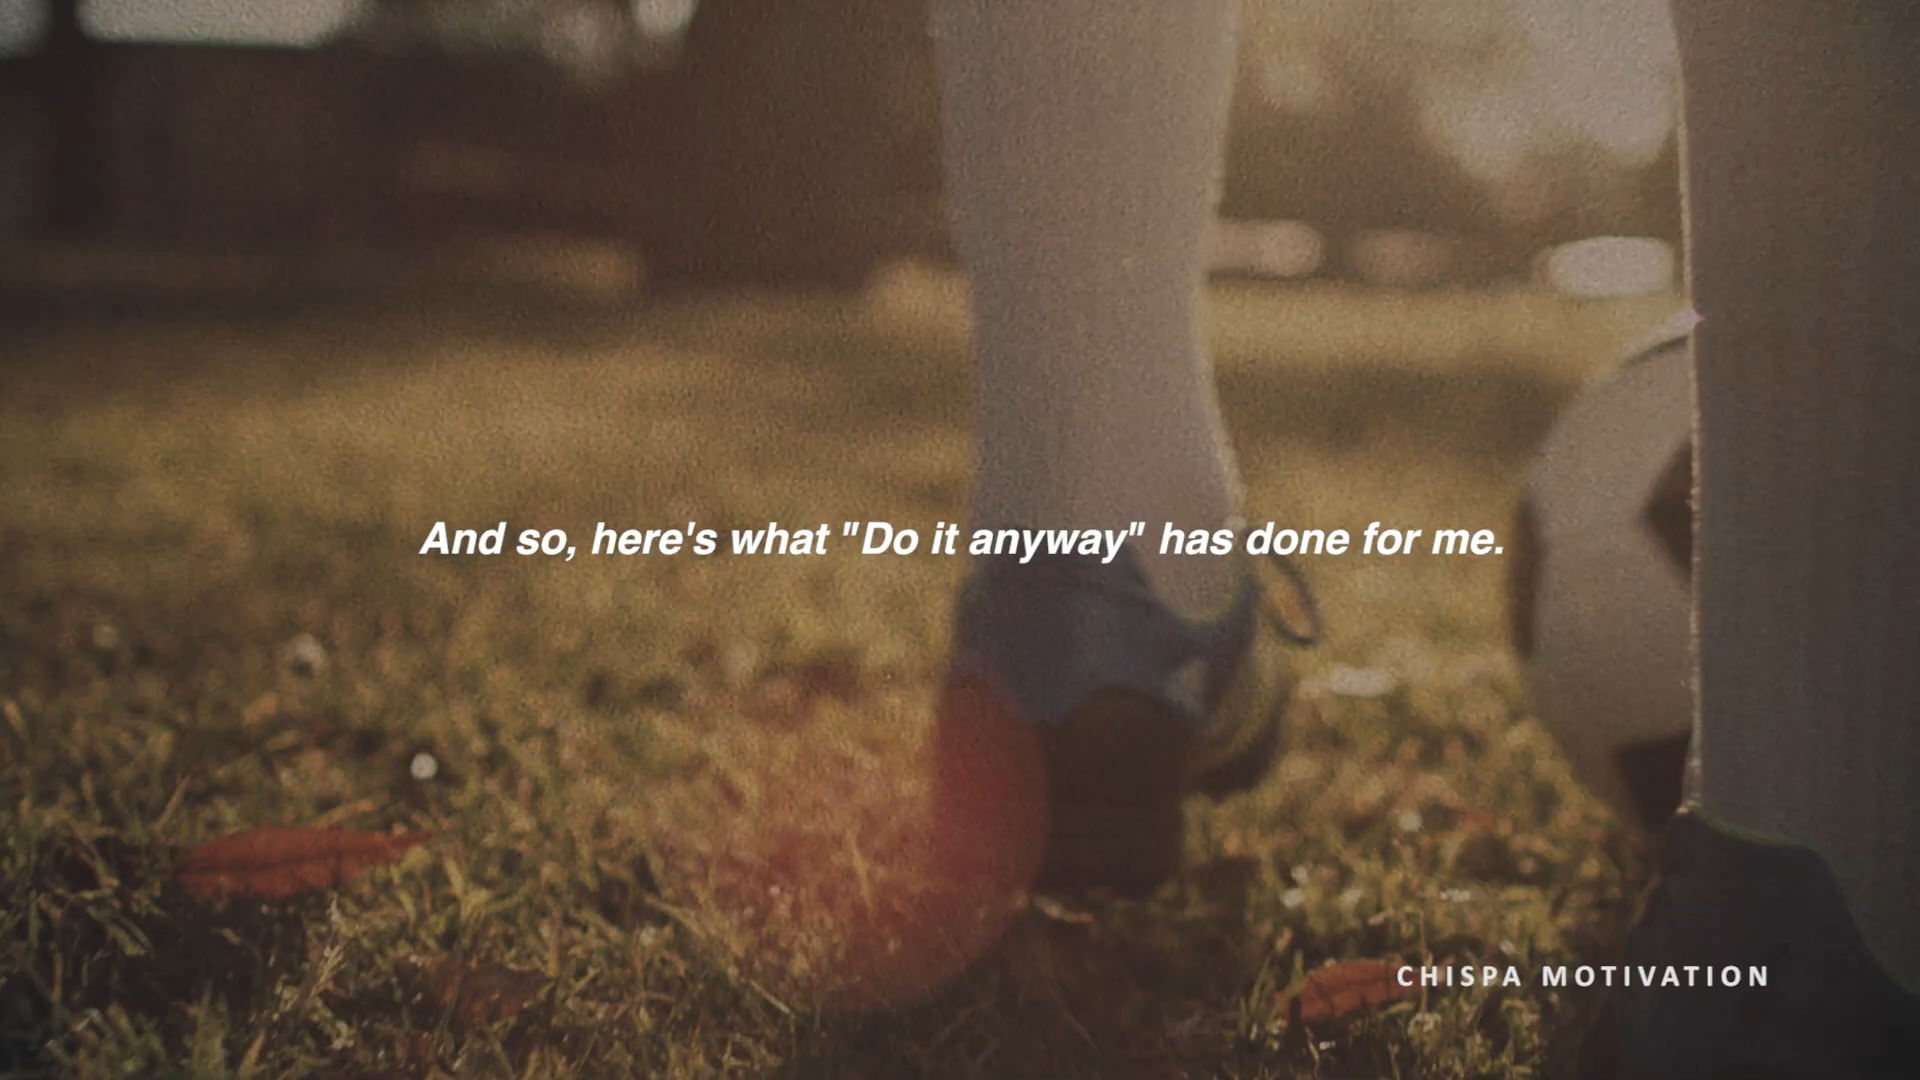 And so, here's what "Do it anyway" has done for me.
CHISPA MOTIVATION